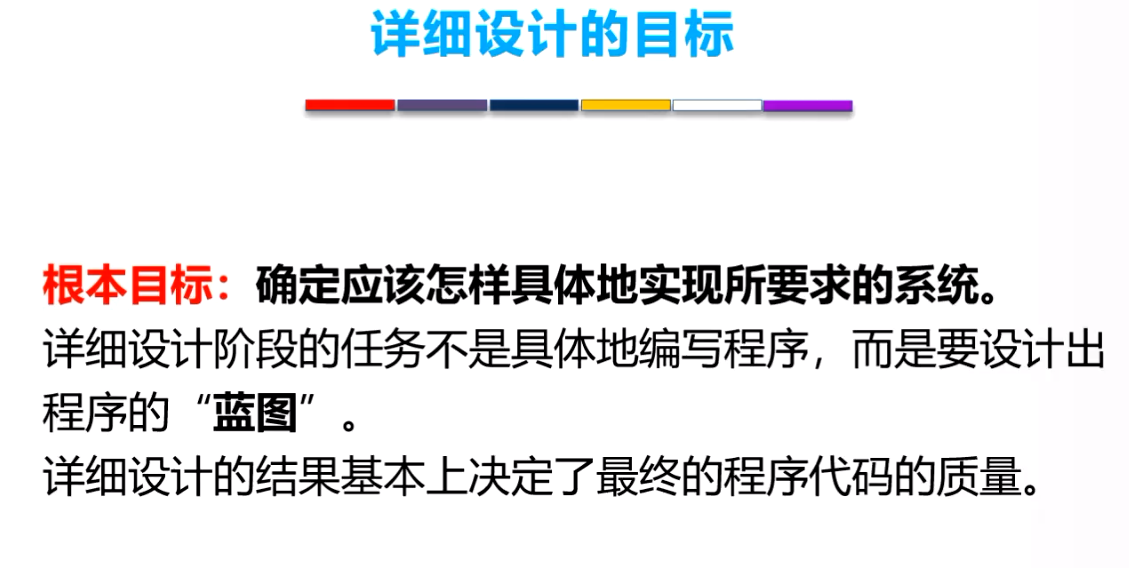 详细设计的目标
根本目标：确定应该怎样具体地实现所要求的系统。
详细设计阶段的任务不是具体地编写程序，而是要设计出
程序的“蓝图”。
详细设计的结果基本上决定了最终的程序代码的质量。